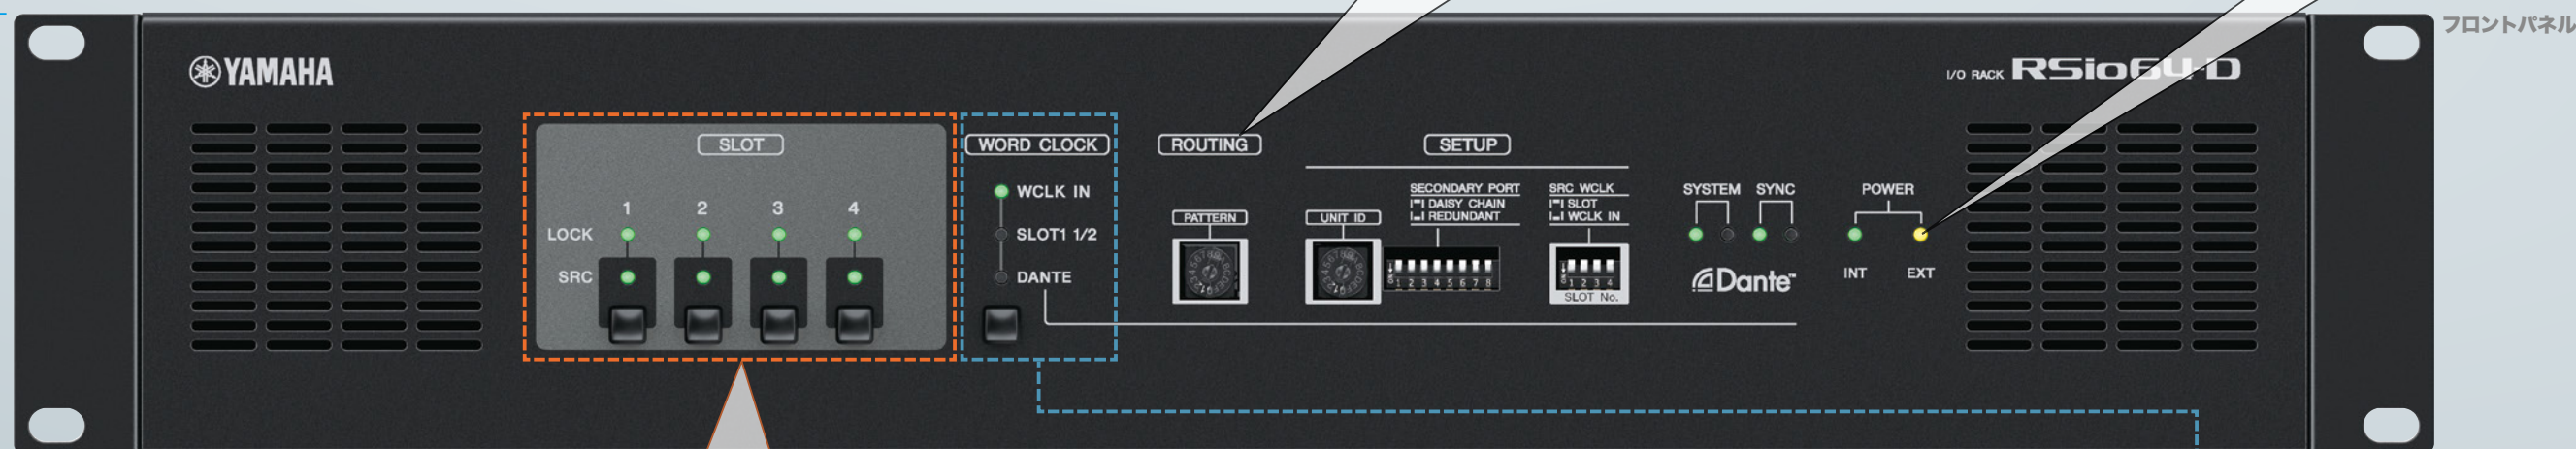 フロントパネル
YAMAHA
I/O RACK RSio64-D
SLOT
1 2 3 4
LOCK
SRC
WORD CLOCK
WCLK IN
SLOT1 1/2
DANTE
ROUTING
PATTERN
SETUP
UNIT ID
SECONDARY PORT
DAISY CHAIN
REDUNDANT
1 2 3 4 5 6 7 8
SRC WCLK
SLOT
WCLK IN
1 2 3 4
SLOT No.
SYSTEM SYNC
Dante™
POWER
INT EXT